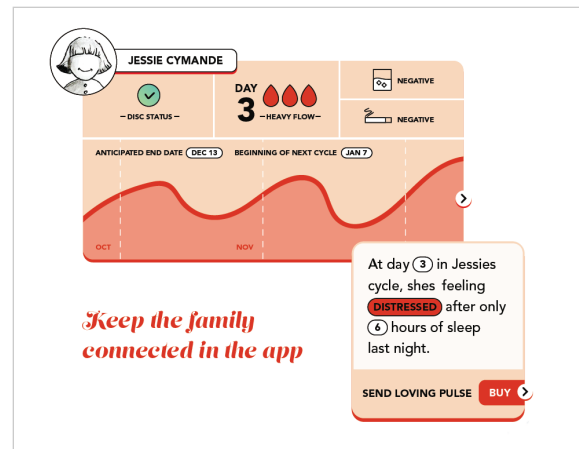 JESSIE CYMANDE
– DISC STATUS –
DAY
3
– HEAVY FLOW –
NEGATIVE
NEGATIVE
ANTICIPATED END DATE DEC 13 BEGINNING OF NEXT CYCLE JAN 7
OCT NOV
At day 3 in Jessies
cycle, shes feeling
DISTRESSED after only
6 hours of sleep
last night.
SEND LOVING PULSE BUY
Keep the family
connected in the app